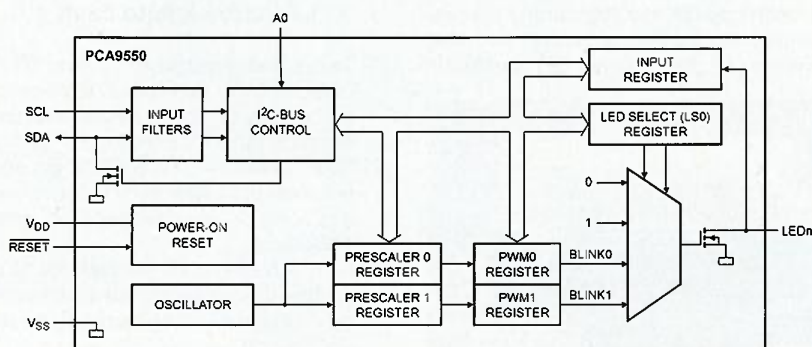 A0
PCA9550
SCL
SDA
INPUT
FILTERS
I²C-BUS
CONTROL
INPUT
REGISTER
LED SELECT (LS0)
REGISTER
0
1
VDD
RESET
POWER-ON
RESET
LEDn
PRESCALER 0
REGISTER
PWM0
REGISTER
BLINK0
OSCILLATOR
PRESCALER 1
REGISTER
PWM1
REGISTER
BLINK1
VSS